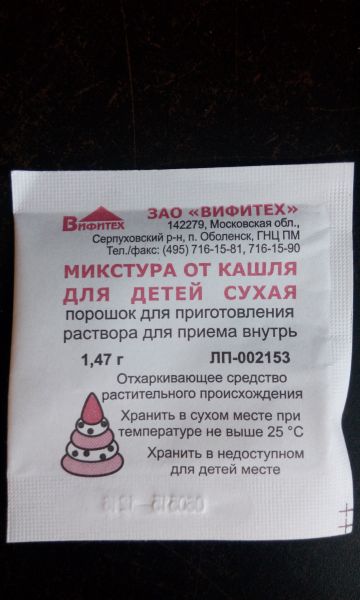 ВИФИТЕХ
ЗАО «ВИФИТЕХ»
142279, Московская обл.,
Серпуховский р-н, п. Оболенск, ГНЦ ПМ
Тел./факс: (495) 716-15-81, 716-15-90
МИКСТУРА ОТ КАШЛЯ
ДЛЯ ДЕТЕЙ СУХАЯ
порошок для приготовления
раствора для приема внутрь
1,47 г ЛП-002153
Отхаркивающее средство
растительного происхождения
Хранить в сухом месте при
температуре не выше 25 °С
Хранить в недоступном
для детей месте